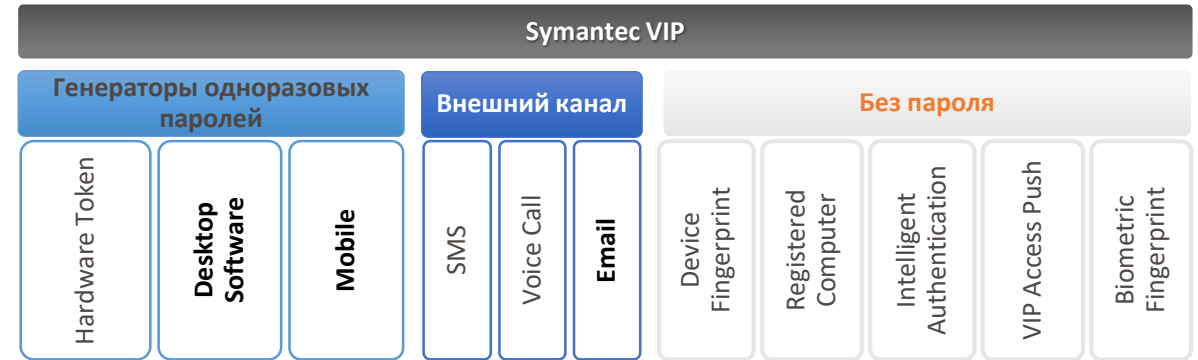 Symantec VIP
Генераторы одноразовых
паролей
Внешний канал
Без пароля
Hardware Token
Desktop
Software
Mobile
SMS
Voice Call
Email
Device
Fingerprint
Registered
Computer
Intelligent
Authentication
VIP Access Push
Biometric
Fingerprint